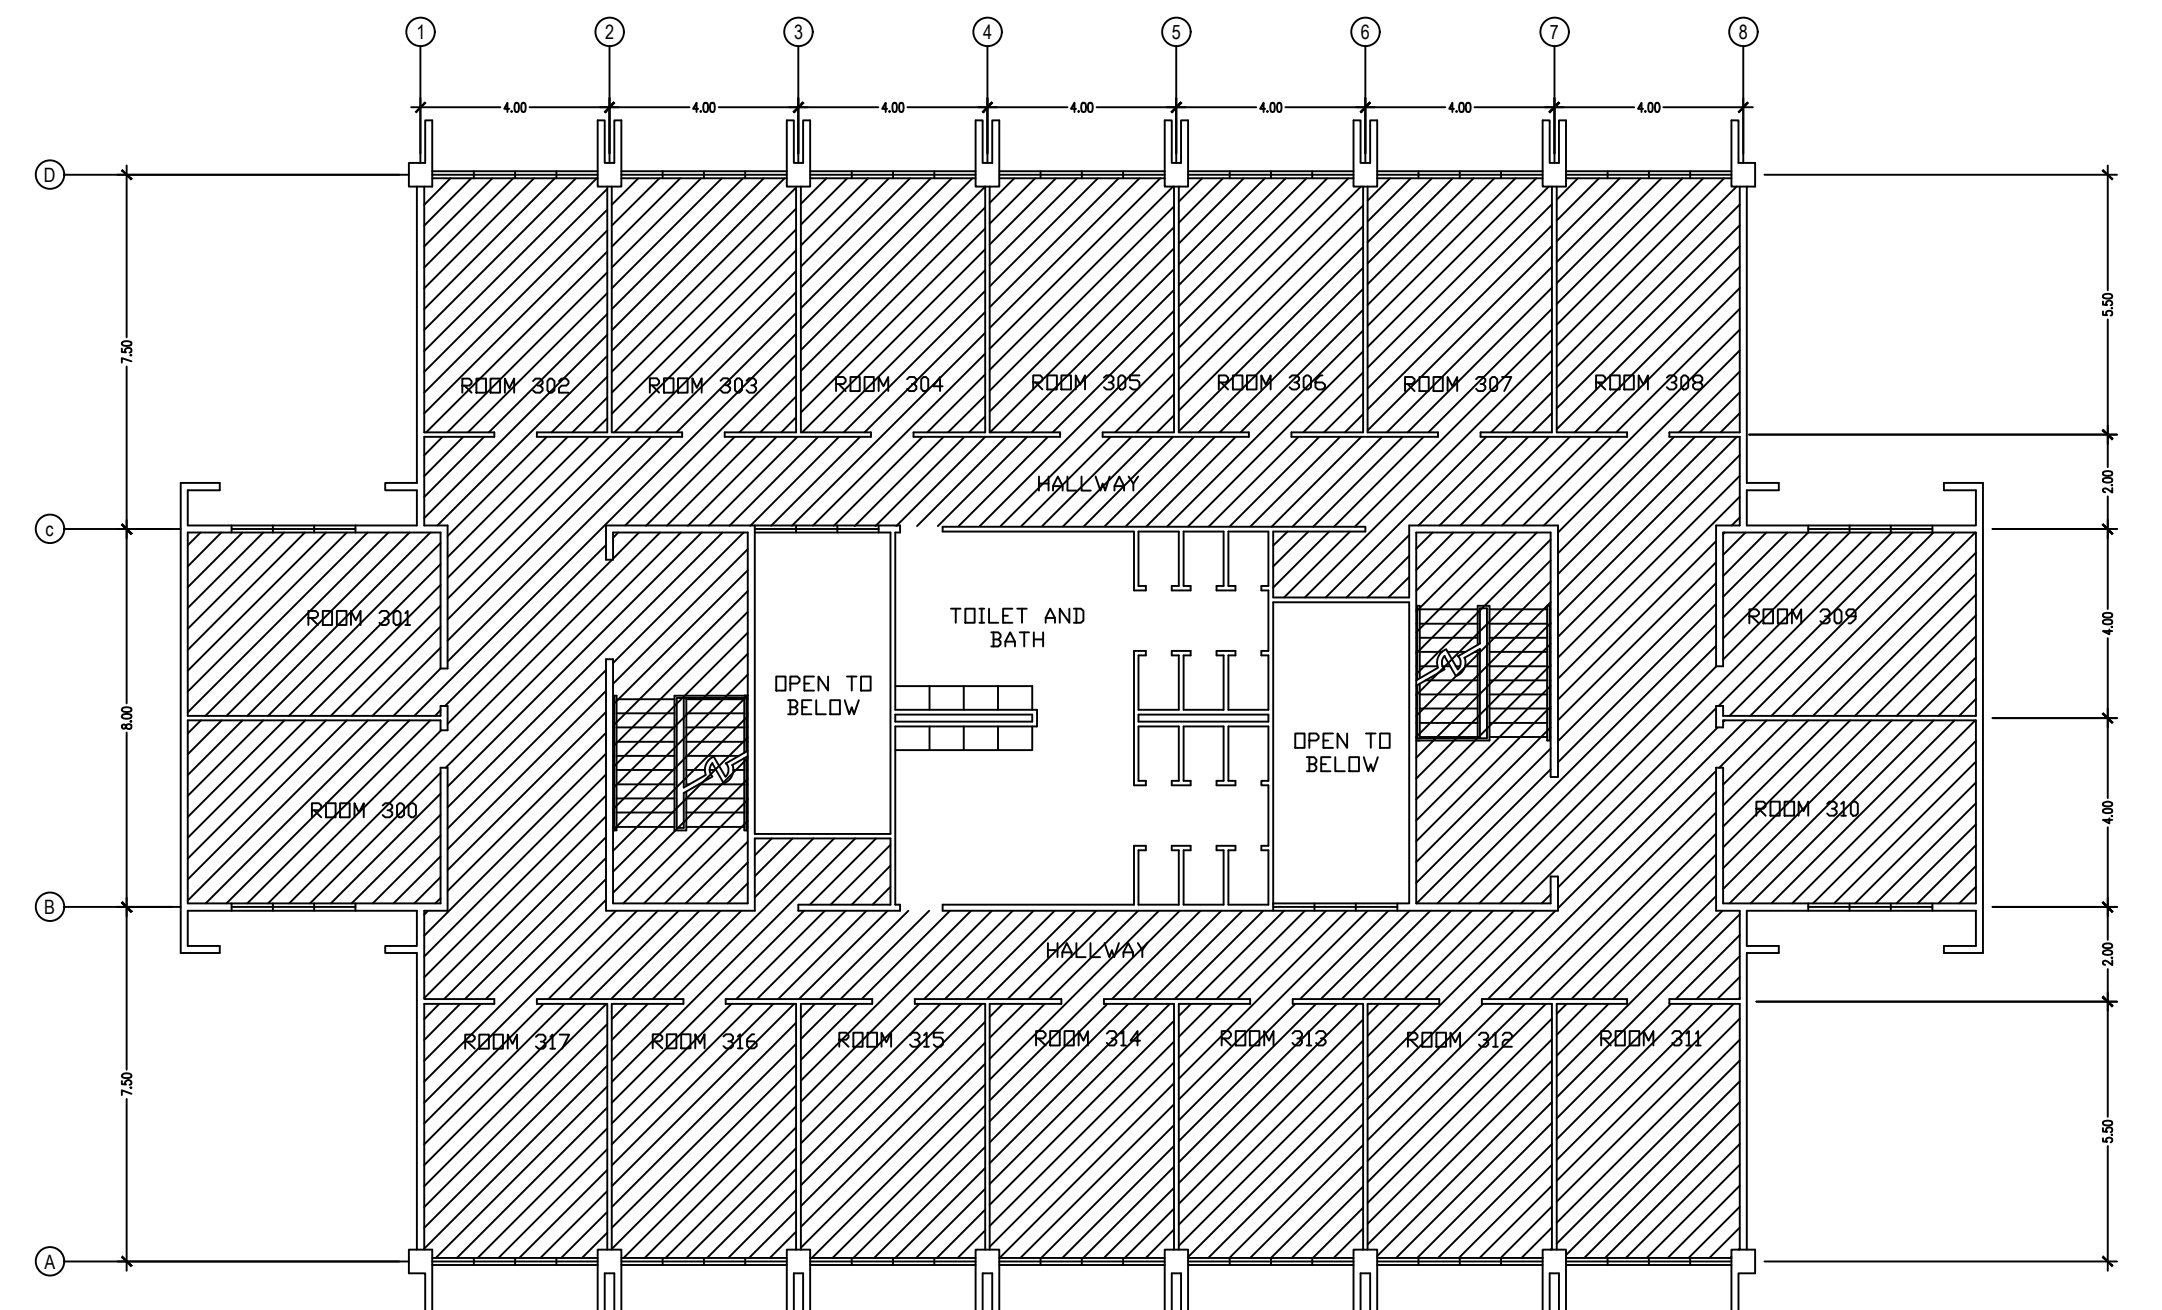 1 2 3 4 5 6 7 8
4.00 4.00 4.00 4.00 4.00 4.00 4.00
D
7.50
5.50
ROOM 302 ROOM 303 ROOM 304 ROOM 305 ROOM 306 ROOM 307 ROOM 308
HALLWAY
2.00
c
ROOM 301
TOILET AND
BATH
ROOM 309
4.00
OPEN TO
BELOW
8.00
OPEN TO
BELOW
ROOM 300
ROOM 310
4.00
B
HALLWAY
2.00
ROOM 317 ROOM 316 ROOM 315 ROOM 314 ROOM 313 ROOM 312 ROOM 311
7.50
5.50
A